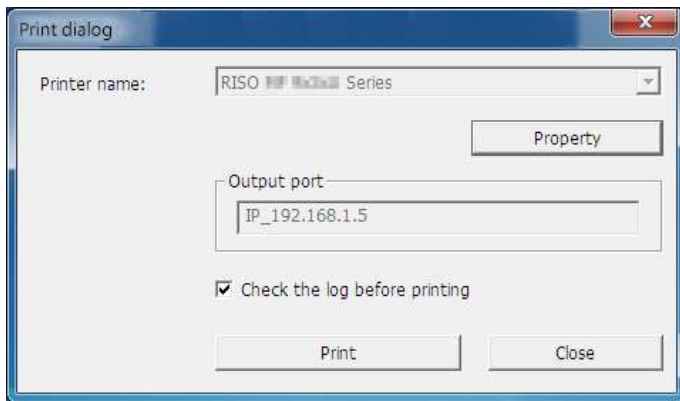 Print dialog
Printer name:
RISO Series
Property
Output port
IP_192.168.1.5
Check the log before printing
Print
Close